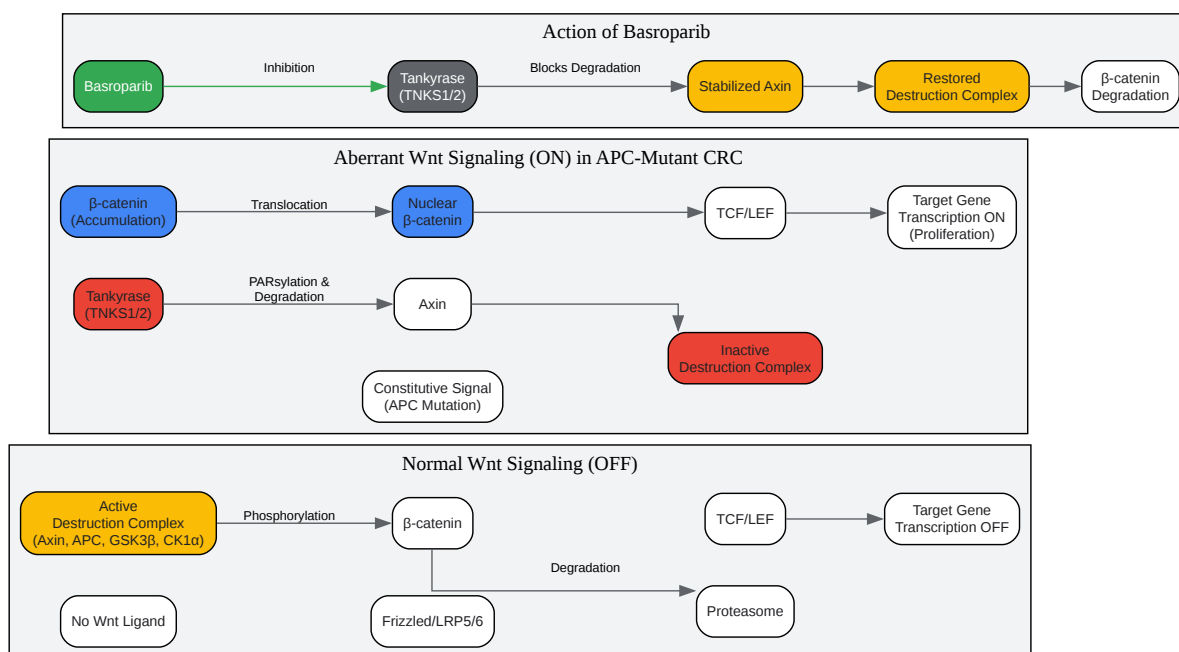 Action of Basroparib
Basroparib
Inhibition
Tankyrase
(TNKS1/2)
Blocks Degradation
Stabilized Axin
Restored
Destruction Complex
β-catenin
Degradation
Aberrant Wnt Signaling (ON) in APC-Mutant CRC
β-catenin
(Accumulation)
Translocation
Nuclear
β-catenin
TCF/LEF
Target Gene
Transcription ON
(Proliferation)
Tankyrase
(TNKS1/2)
PARsylation &
Degradation
Axin
Inactive
Destruction Complex
Constitutive Signal
(APC Mutation)
Normal Wnt Signaling (OFF)
Active
Destruction Complex
(Axin, APC, GSK3β, CK1α)
Phosphorylation
β-catenin
TCF/LEF
Target Gene
Transcription OFF
Degradation
No Wnt Ligand
Frizzled/LRP5/6
Proteasome